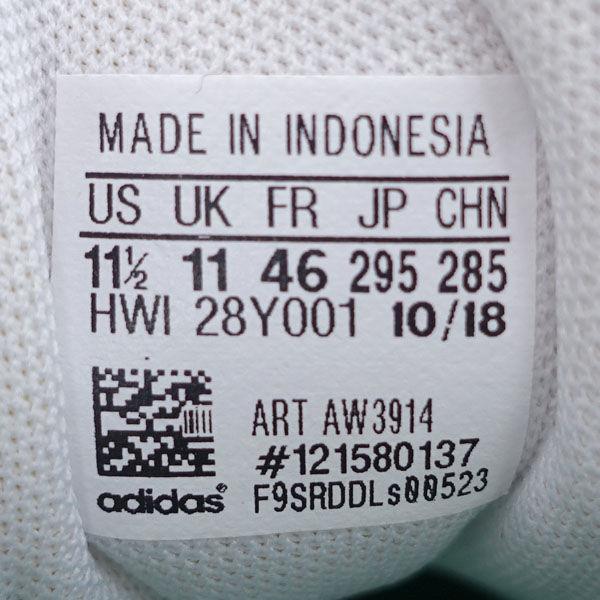 MADE IN INDONESIA
US UK FR JP CHN
11½ 11 46 295 285
HWI 28Y001 10/18
ART AW3914
#121580137
adidas® F9SRDDLs00523